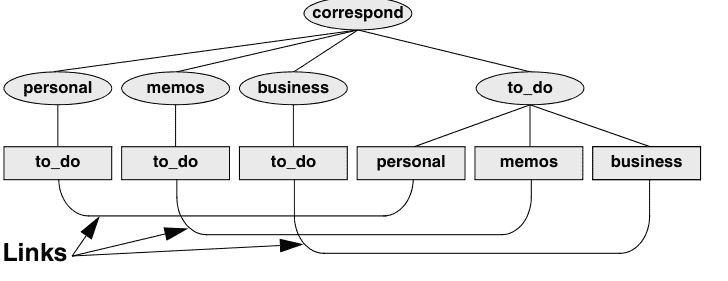 correspond
personal
memos
business
to_do
to_do
to_do
to_do
personal
memos
business
Links